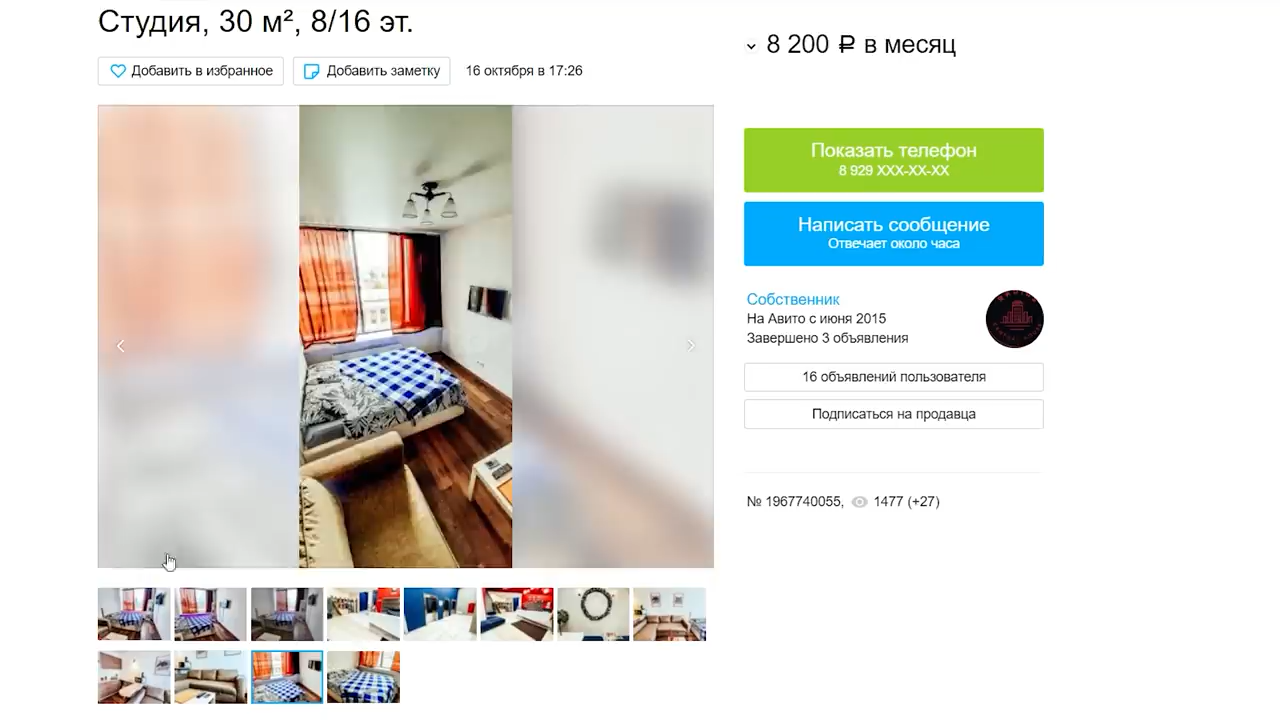 Студия, 30 м², 8/16 эт.
8 200 ₽ в месяц
Добавить в избранное
Добавить заметку
16 октября в 17:26
Показать телефон
8 929 XXX-XX-XX
Написать сообщение
Отвечает около часа
Собственник
На Авито с июня 2015
Завершено 3 объявления
16 объявлений пользователя
Подписаться на продавца
№ 1967740055, 1477 (+27)